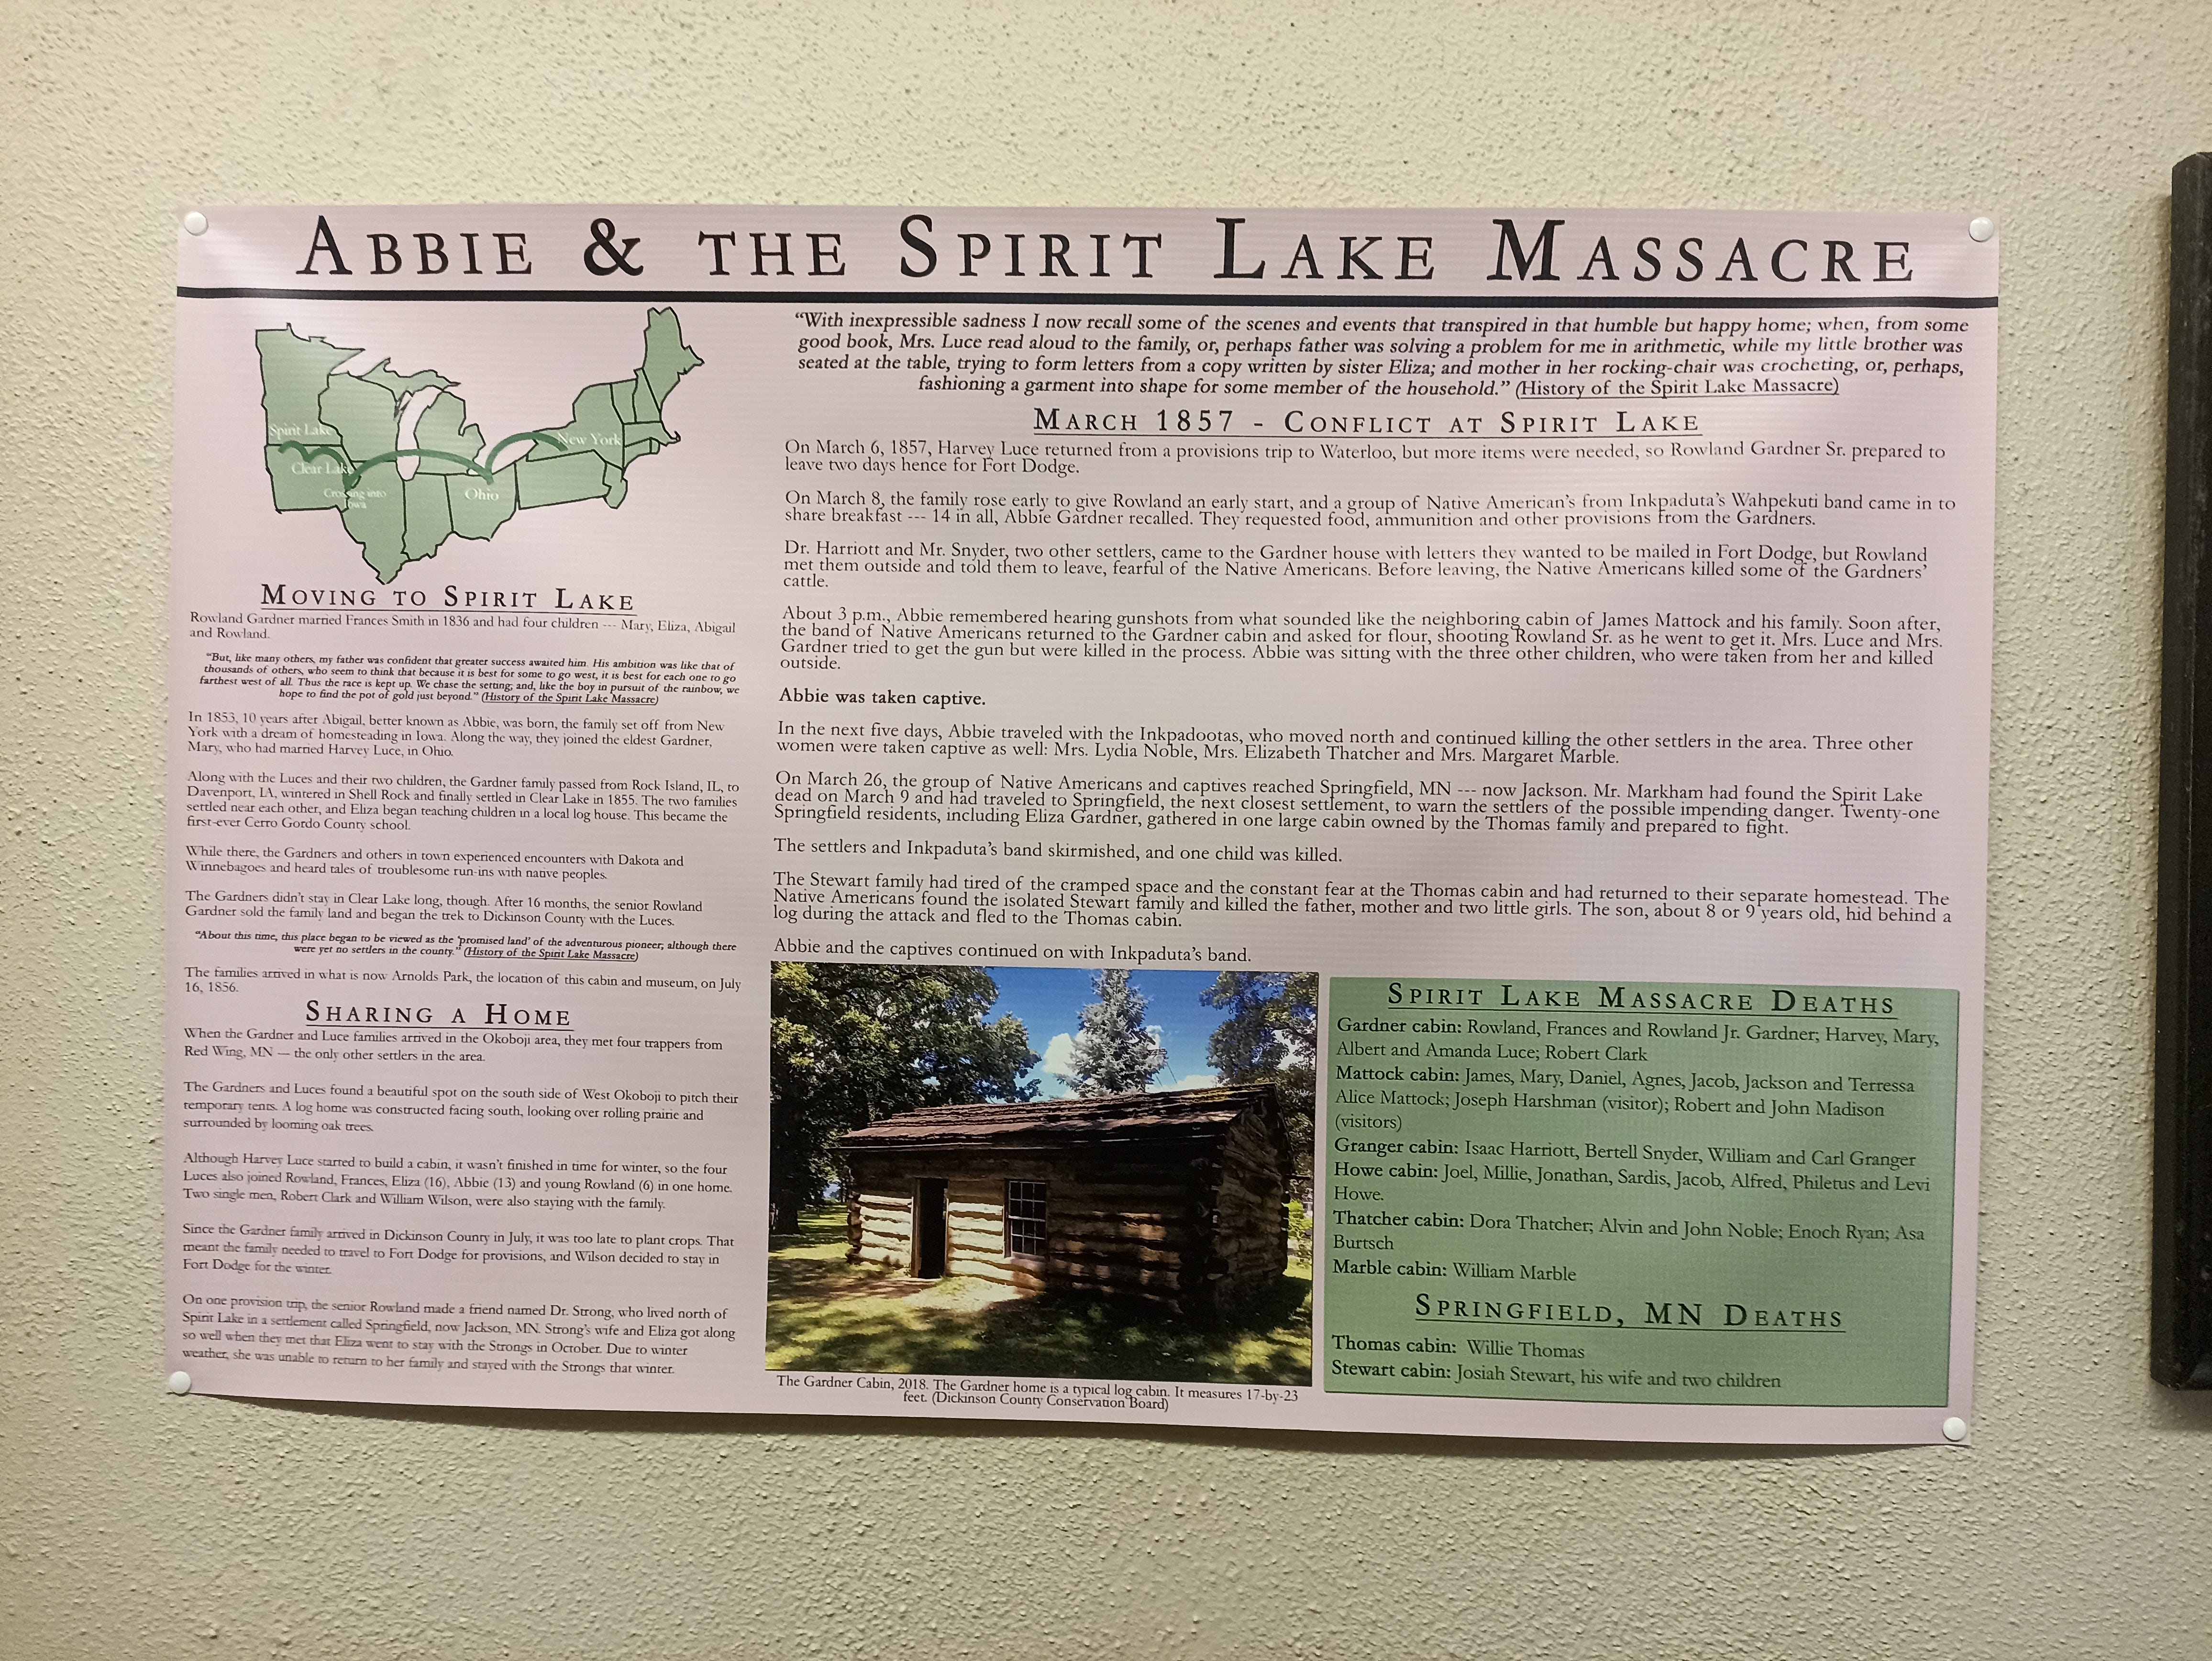 ABBIE & THE SPIRIT LAKE MASSACRE
Spirit Lake
New York
Clear Lake
Crossing into
Iowa
Ohio
MOVING TO SPIRIT LAKE
Rowland Gardner married Frances Smith in 1836 and had four children --- Mary, Eliza, Abigail
and Rowland.
"But, like many others, my father was confident that greater success awaited him. His ambition was like that of
thousands of others, who seem to think that because it is best for some to go west, it is best for each one to go
farthest west of all. Thus the race is kept up. We chase the setting; and, like the boy in pursuit of the rainbow, we
hope to find the pot of gold just beyond." (History of the Spirit Lake Massacre)
In 1853, 10 years after Abigail, better known as Abbie, was born, the family set off from New
York with a dream of homesteading in Iowa. Along the way, they joined the eldest Gardner,
Mary, who had married Harvey Luce, in Ohio.
Along with the Luces and their two children, the Gardner family passed from Rock Island, IL, to
Davenport, IA, wintered in Shell Rock and finally settled in Clear Lake in 1855. The two families
settled near each other, and Eliza began teaching children in a local log house. This became the
first-ever Cerro Gordo County school.
While there, the Gardners and others in town experienced encounters with Dakota and
Winnebagoes and heard tales of troublesome run-ins with native peoples.
The Gardners didn't stay in Clear Lake long, though. After 16 months, the senior Rowland
Gardner sold the family land and began the trek to Dickinson County with the Luces.
"About this time, this place began to be viewed as the 'promised land' of the adventurous pioneer; although there
were yet no settlers in the county." (History of the Spirit Lake Massacre)
The families arrived in what is now Arnolds Park, the location of this cabin and museum, on July
16, 1856.
SHARING A HOME
When the Gardner and Luce families arrived in the Okoboji area, they met four trappers from
Red Wing, MN — the only other settlers in the area.
The Gardners and Luces found a beautiful spot on the south side of West Okoboji to pitch their
temporary tents. A log home was constructed facing south, looking over rolling prairie and
surrounded by looming oak trees.
Although Harvey Luce started to build a cabin, it wasn't finished in time for winter, so the four
Luces also joined Rowland, Frances, Eliza (16), Abbie (13) and young Rowland (6) in one home.
Two single men, Robert Clark and William Wilson, were also staying with the family.
Since the Gardner family arrived in Dickinson County in July, it was too late to plant crops. That
meant the family needed to travel to Fort Dodge for provisions, and Wilson decided to stay in
Fort Dodge for the winter.
On one provision trip, the senior Rowland made a friend named Dr. Strong, who lived north of
Spirit Lake in a settlement called Springfield, now Jackson, MN. Strong's wife and Eliza got along
so well when they met that Eliza went to stay with the Strongs in October. Due to winter
weather, she was unable to return to her family and stayed with the Strongs that winter.
"With inexpressible sadness I now recall some of the scenes and events that transpired in that humble but happy home; when, from some
good book, Mrs. Luce read aloud to the family, or, perhaps father was solving a problem for me in arithmetic, while my little brother was
seated at the table, trying to form letters from a copy written by sister Eliza; and mother in her rocking-chair was crocheting, or, perhaps,
fashioning a garment into shape for some member of the household." (History of the Spirit Lake Massacre)
MARCH 1857 - CONFLICT AT SPIRIT LAKE
On March 6, 1857, Harvey Luce returned from a provisions trip to Waterloo, but more items were needed, so Rowland Gardner Sr. prepared to
leave two days hence for Fort Dodge.
On March 8, the family rose early to give Rowland an early start, and a group of Native American's from Inkpaduta's Wahpekuti band came in to
share breakfast --- 14 in all, Abbie Gardner recalled. They requested food, ammunition and other provisions from the Gardners.
Dr. Harriott and Mr. Snyder, two other settlers, came to the Gardner house with letters they wanted to be mailed in Fort Dodge, but Rowland
met them outside and told them to leave, fearful of the Native Americans. Before leaving, the Native Americans killed some of the Gardners'
cattle.
About 3 p.m., Abbie remembered hearing gunshots from what sounded like the neighboring cabin of James Mattock and his family. Soon after,
the band of Native Americans returned to the Gardner cabin and asked for flour, shooting Rowland Sr. as he went to get it. Mrs. Luce and Mrs.
Gardner tried to get the gun but were killed in the process. Abbie was sitting with the three other children, who were taken from her and killed
outside.
Abbie was taken captive.
In the next five days, Abbie traveled with the Inkpadootas, who moved north and continued killing the other settlers in the area. Three other
women were taken captive as well: Mrs. Lydia Noble, Mrs. Elizabeth Thatcher and Mrs. Margaret Marble.
On March 26, the group of Native Americans and captives reached Springfield, MN --- now Jackson. Mr. Markham had found the Spirit Lake
dead on March 9 and had traveled to Springfield, the next closest settlement, to warn the settlers of the possible impending danger. Twenty-one
Springfield residents, including Eliza Gardner, gathered in one large cabin owned by the Thomas family and prepared to fight.
The settlers and Inkpaduta's band skirmished, and one child was killed.
The Stewart family had tired of the cramped space and the constant fear at the Thomas cabin and had returned to their separate homestead. The
Native Americans found the isolated Stewart family and killed the father, mother and two little girls. The son, about 8 or 9 years old, hid behind a
log during the attack and fled to the Thomas cabin.
Abbie and the captives continued on with Inkpaduta's band.
The Gardner Cabin, 2018. The Gardner home is a typical log cabin. It measures 17-by-23
feet. (Dickinson County Conservation Board)
SPIRIT LAKE MASSACRE DEATHS
Gardner cabin: Rowland, Frances and Rowland Jr. Gardner; Harvey, Mary,
Albert and Amanda Luce; Robert Clark
Mattock cabin: James, Mary, Daniel, Agnes, Jacob, Jackson and Terressa
Alice Mattock; Joseph Harshman (visitor); Robert and John Madison
(visitors)
Granger cabin: Isaac Harriott, Bertell Snyder, William and Carl Granger
Howe cabin: Joel, Millie, Jonathan, Sardis, Jacob, Alfred, Philetus and Levi
Howe.
Thatcher cabin: Dora Thatcher; Alvin and John Noble; Enoch Ryan; Asa
Burtsch
Marble cabin: William Marble
SPRINGFIELD, MN DEATHS
Thomas cabin: Willie Thomas
Stewart cabin: Josiah Stewart, his wife and two children